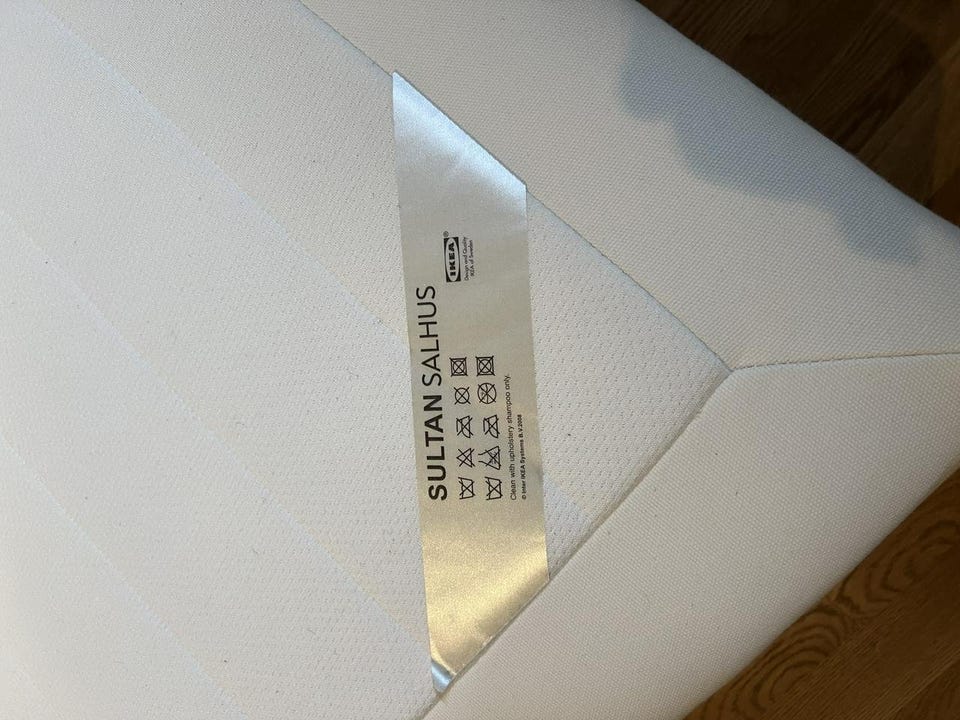 SULTAN SALHUS
IKEA®
Design and Quality
IKEA of Sweden
Clean with upholstery shampoo only.
© Inter IKEA Systems B.V.2008